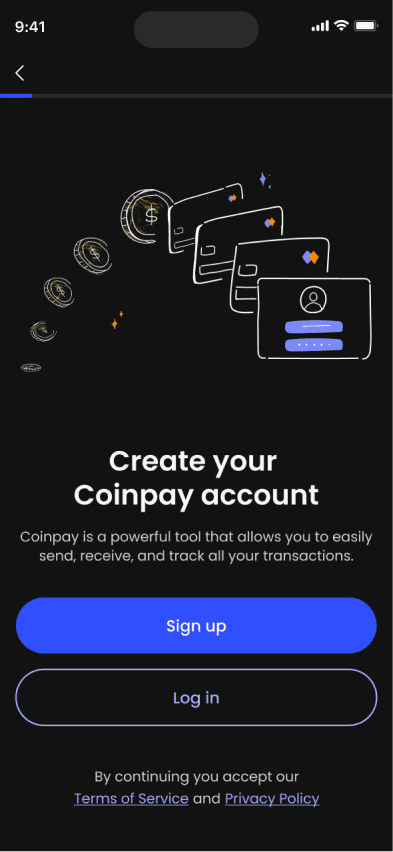 9:41
Create your
Coinpay account
Coinpay is a powerful tool that allows you to easily
send, receive, and track all your transactions.
Sign up
Log in
By continuing you accept our
Terms of Service and Privacy Policy